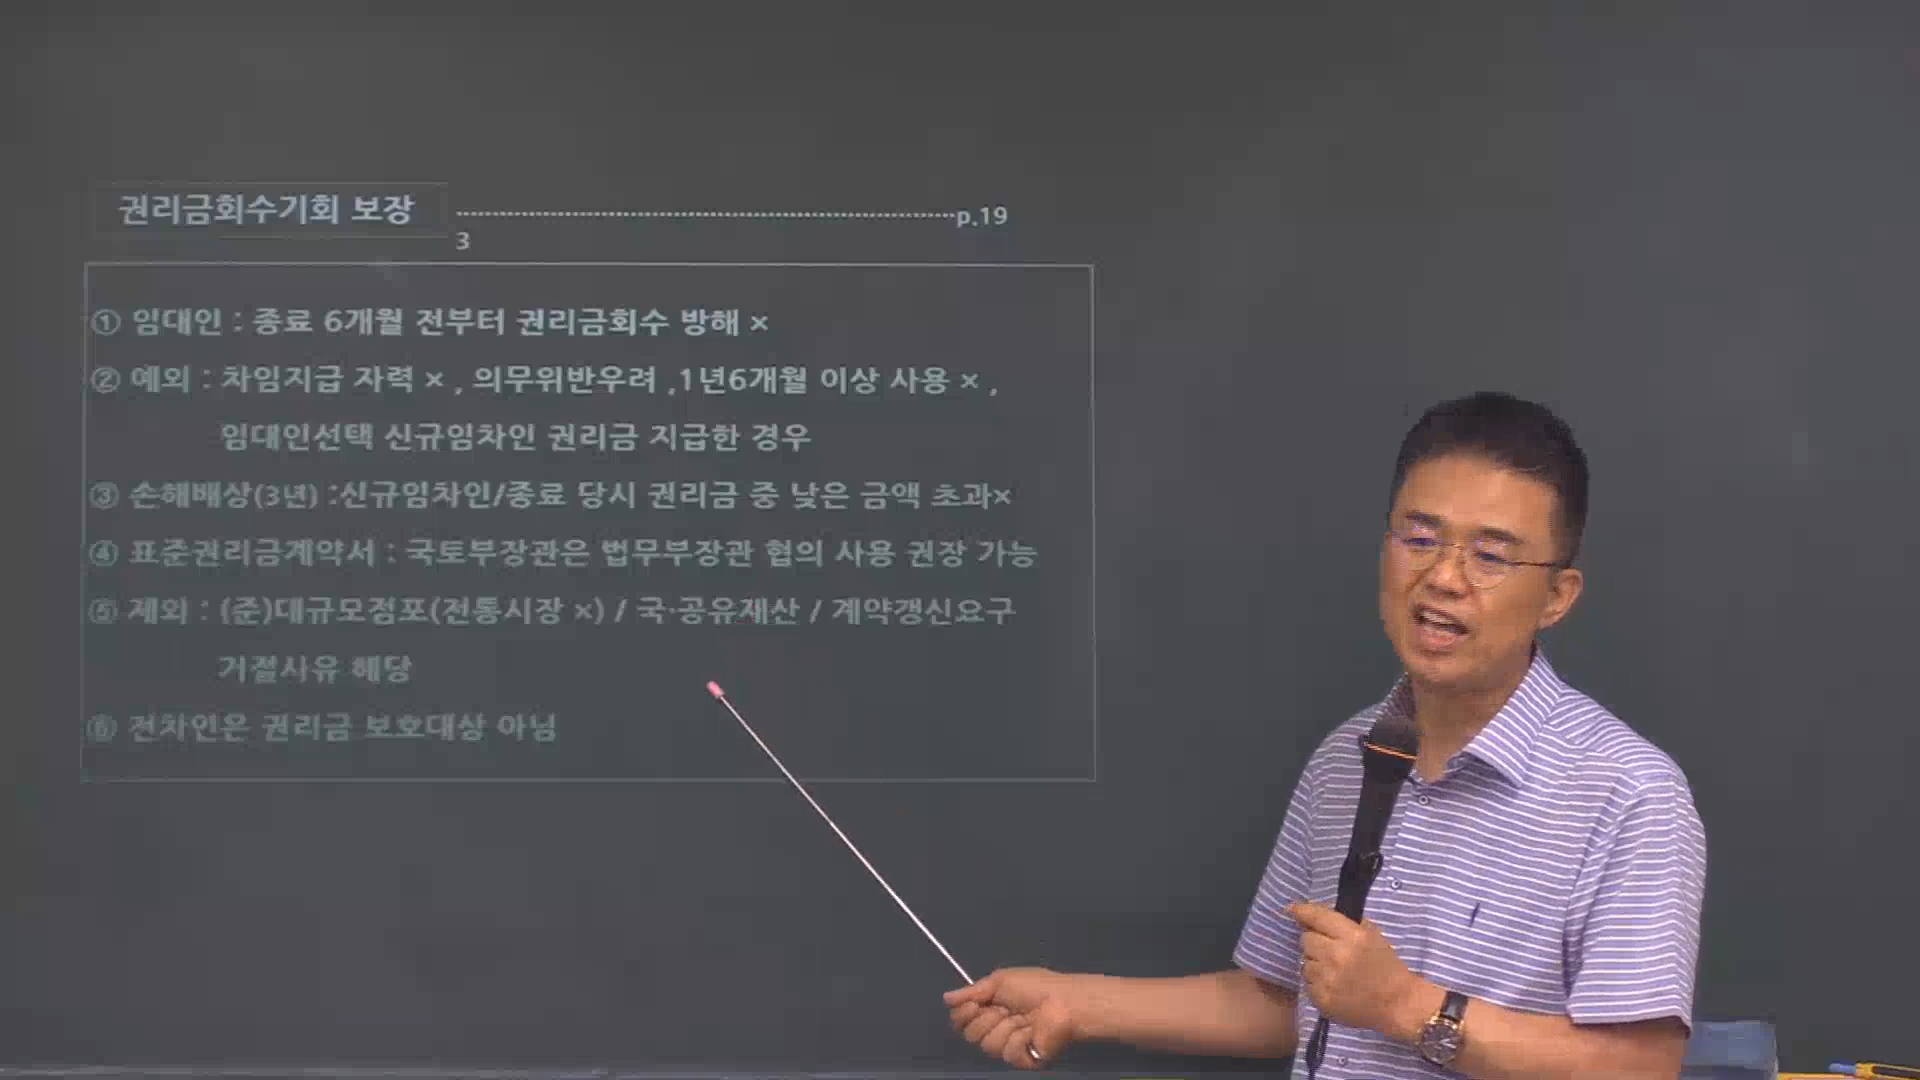 권리금회수기회 보장 ----------p.19
3
① 임대인 : 종료 6개월 전부터 권리금회수 방해 ×
② 예외 : 차임지급 자력 × , 의무위반우려 ,1년6개월 이상 사용 × ,
임대인선택 신규임차인 권리금 지급한 경우
③ 손해배상(3년) :신규임차인/종료 당시 권리금 중 낮은 금액 초과×
④ 표준권리금계약서 : 국토부장관은 법무부장관 협의 사용 권장 가능
⑤ 제외 : (준)대규모점포(전통시장 ×) / 국·공유재산 / 계약갱신요구
거절사유 해당
⑥ 전차인은 권리금 보호대상 아님